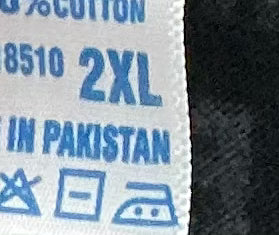 % COTTON
8510 2XL
IN PAKISTAN